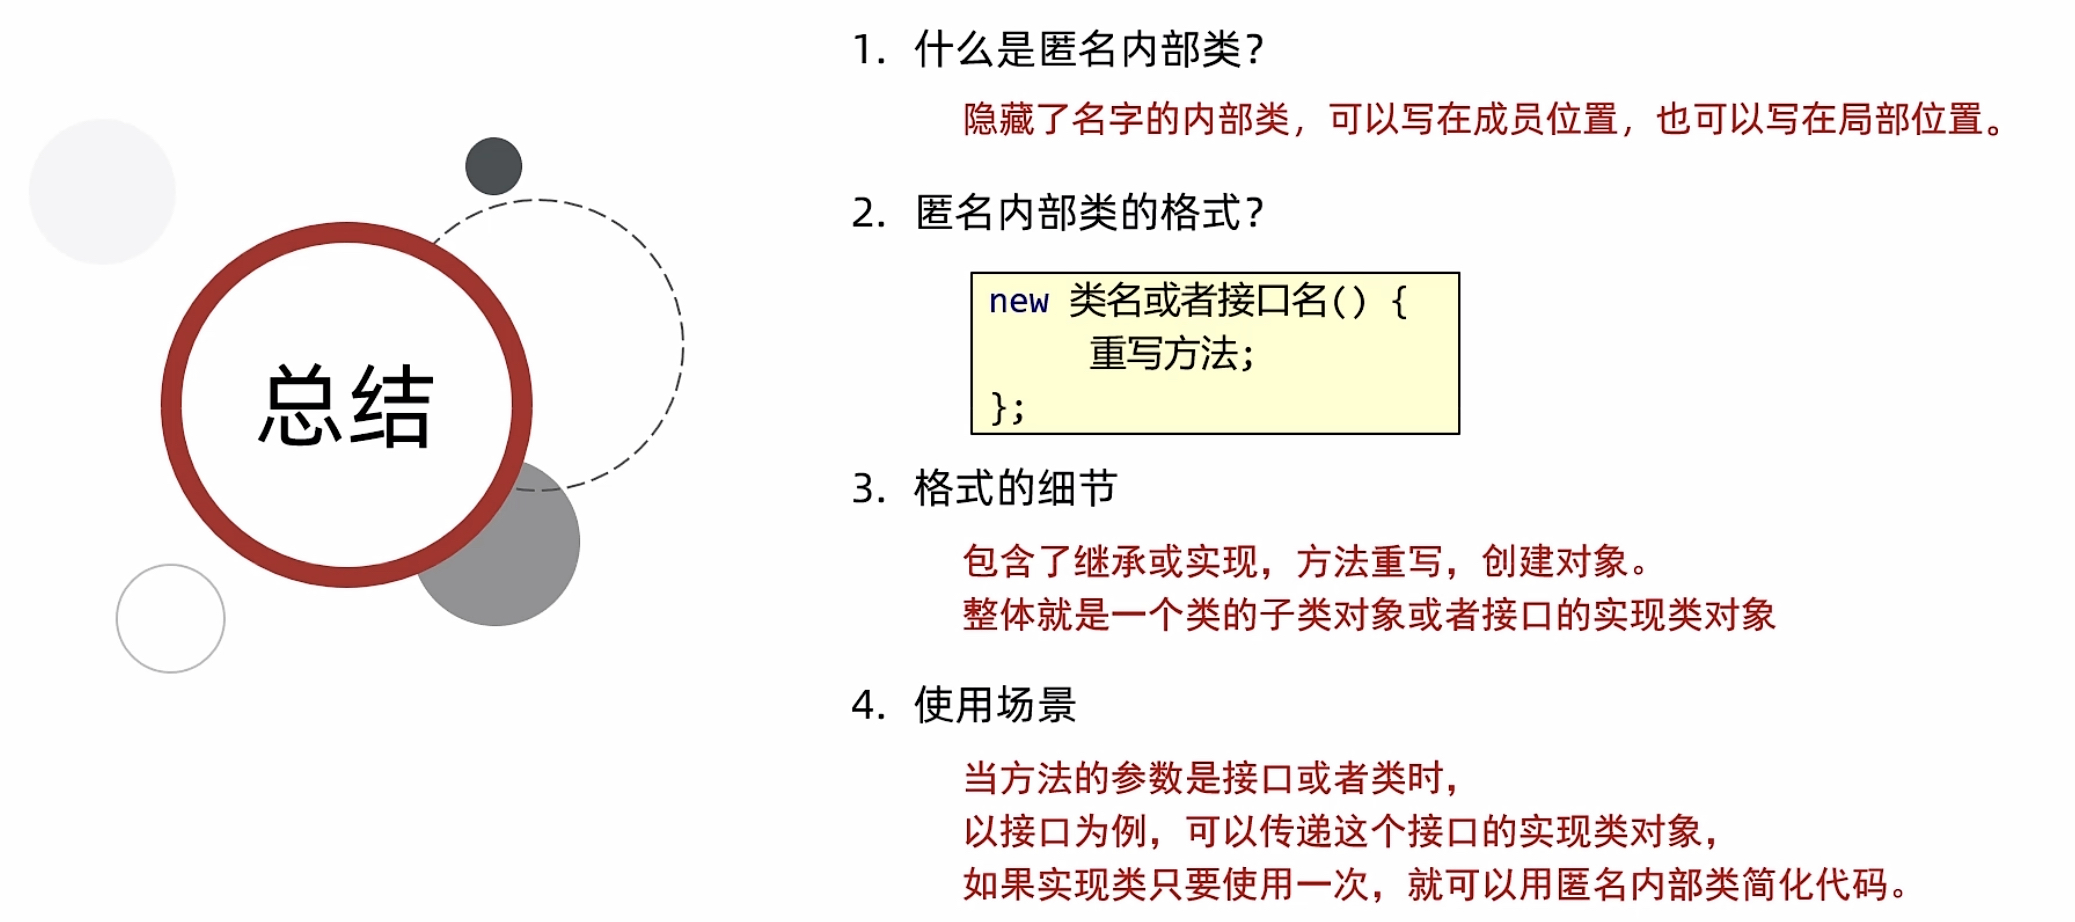 总结
1. 什么是匿名内部类？
隐藏了名字的内部类，可以写在成员位置，也可以写在局部位置。
2. 匿名内部类的格式？
new 类名或者接口名() {
重写方法;
};
3. 格式的细节
包含了继承或实现，方法重写，创建对象。
整体就是一个类的子类对象或者接口的实现类对象
4. 使用场景
当方法的参数是接口或者类时，
以接口为例，可以传递这个接口的实现类对象，
如果实现类只要使用一次，就可以用匿名内部类简化代码。